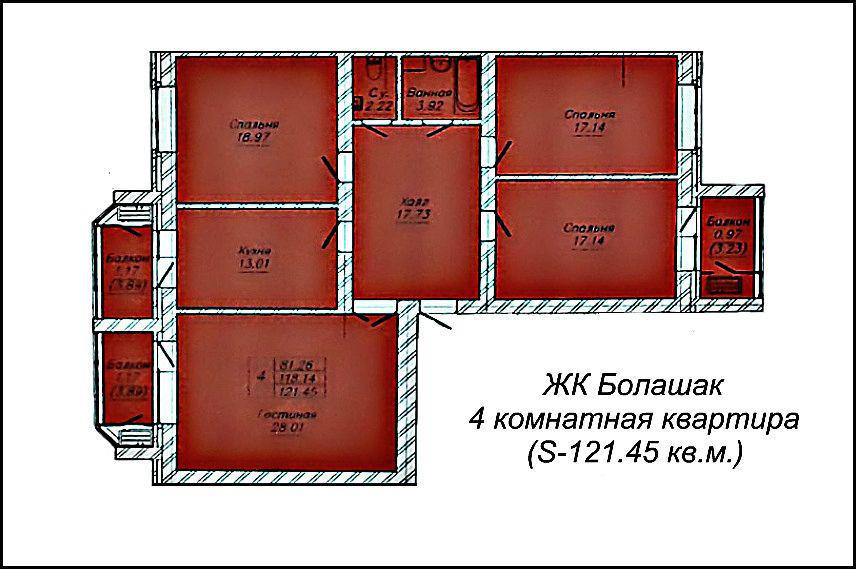 Спальня
18.97
С.у.
2.22
Ванная
3.92
Спальня
17.14
Холл
17.73
Спальня
17.14
Балкон
0.97
(3.23)
Кухня
13.01
Балкон
1.17
(3.89)
Балкон
1.17
(3.89)
4
81.26
118.14
121.45
Гостиная
28.01
ЖК Болашак
4 комнатная квартира
(S-121.45 кв.м.)